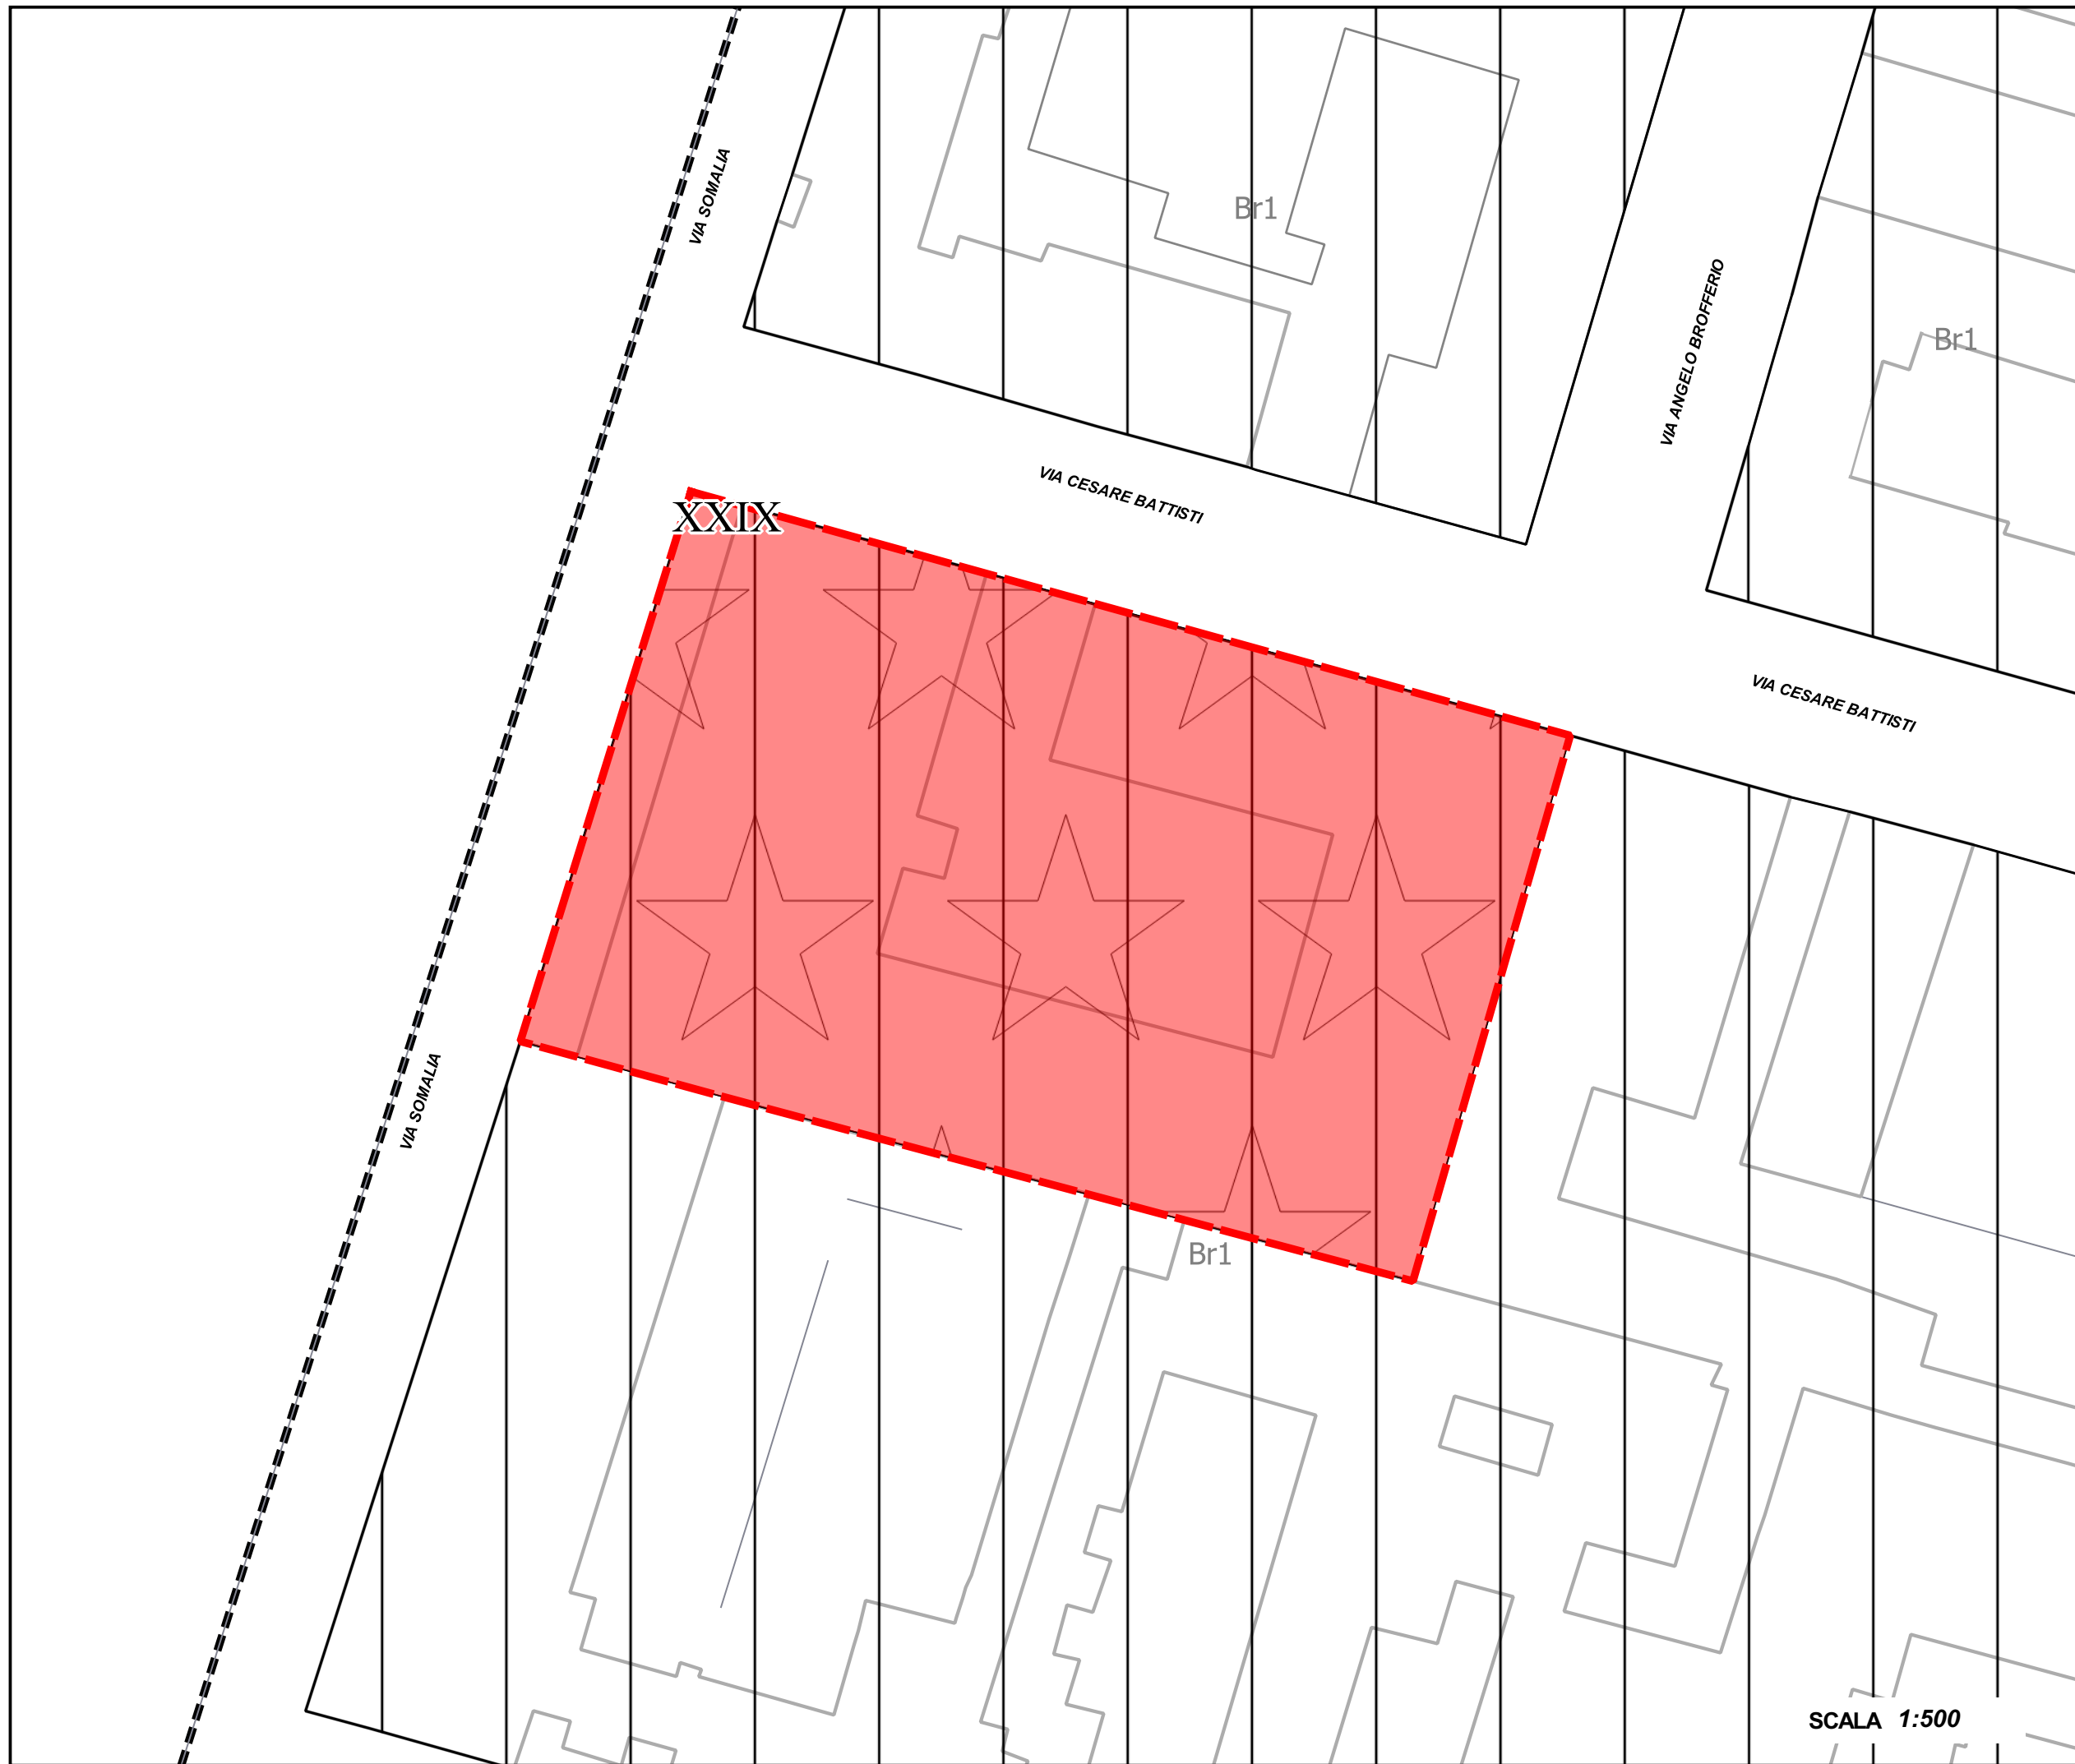 VIA SOMALIA
Br1
VIA ANGELO BROFFERIO
Br1
VIA CESARE BATTISTI
XXIX
VIA CESARE BATTISTI
VIA SOMALIA
Br1
SCALA 1:500